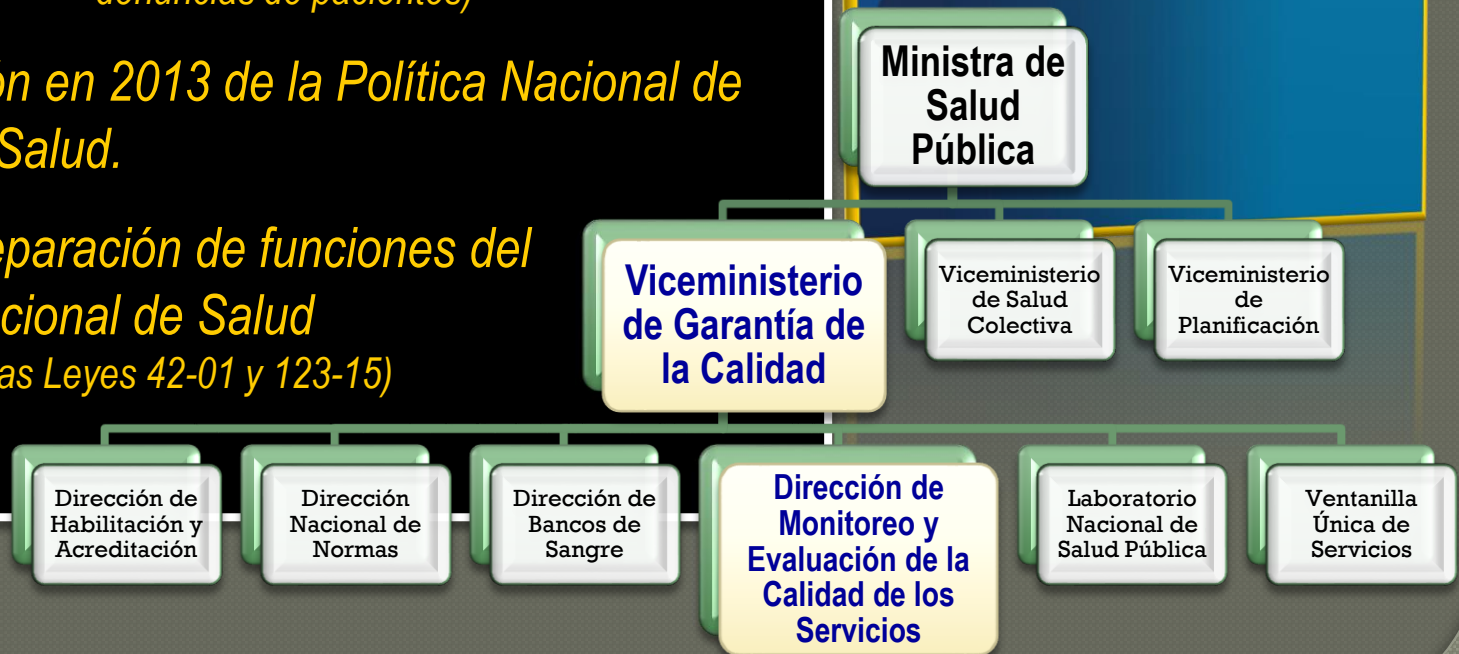 denuncias de pacientes)
ón en 2013 de la Política Nacional de
Salud.
eparación de funciones del
cional de Salud
as Leyes 42-01 y 123-15)
Ministra de
Salud
Pública
Viceministerio
de Garantía de
la Calidad
Viceministerio
de Salud
Colectiva
Viceministerio
de
Planificación
Dirección de
Habilitación y
Acreditación
Dirección
Nacional de
Normas
Dirección de
Bancos de
Sangre
Dirección de
Monitoreo y
Evaluación de la
Calidad de los
Servicios
Laboratorio
Nacional de
Salud Pública
Ventanilla
Única de
Servicios